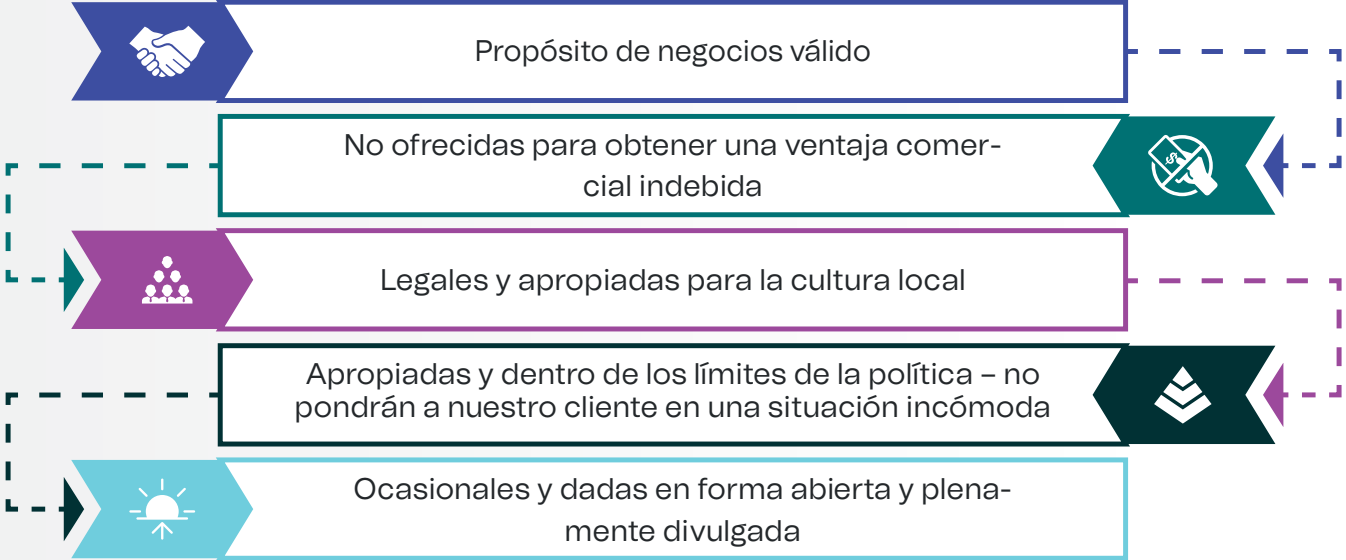 Propósito de negocios válido
No ofrecidas para obtener una ventaja comer-
cial indebida
Legales y apropiadas para la cultura local
Apropiadas y dentro de los límites de la política – no
pondrán a nuestro cliente en una situación incómoda
Ocasionales y dadas en forma abierta y plena-
mente divulgada